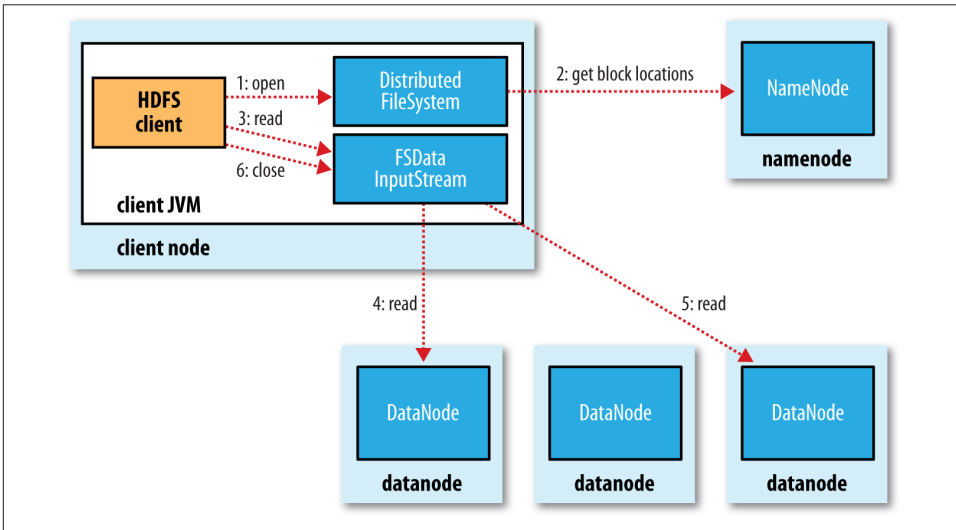 HDFS
client
1: open
3: read
6: close
Distributed
FileSystem
FSData
InputStream
client JVM
client node
2: get block locations
NameNode
namenode
4: read
5: read
DataNode
datanode
DataNode
datanode
DataNode
datanode